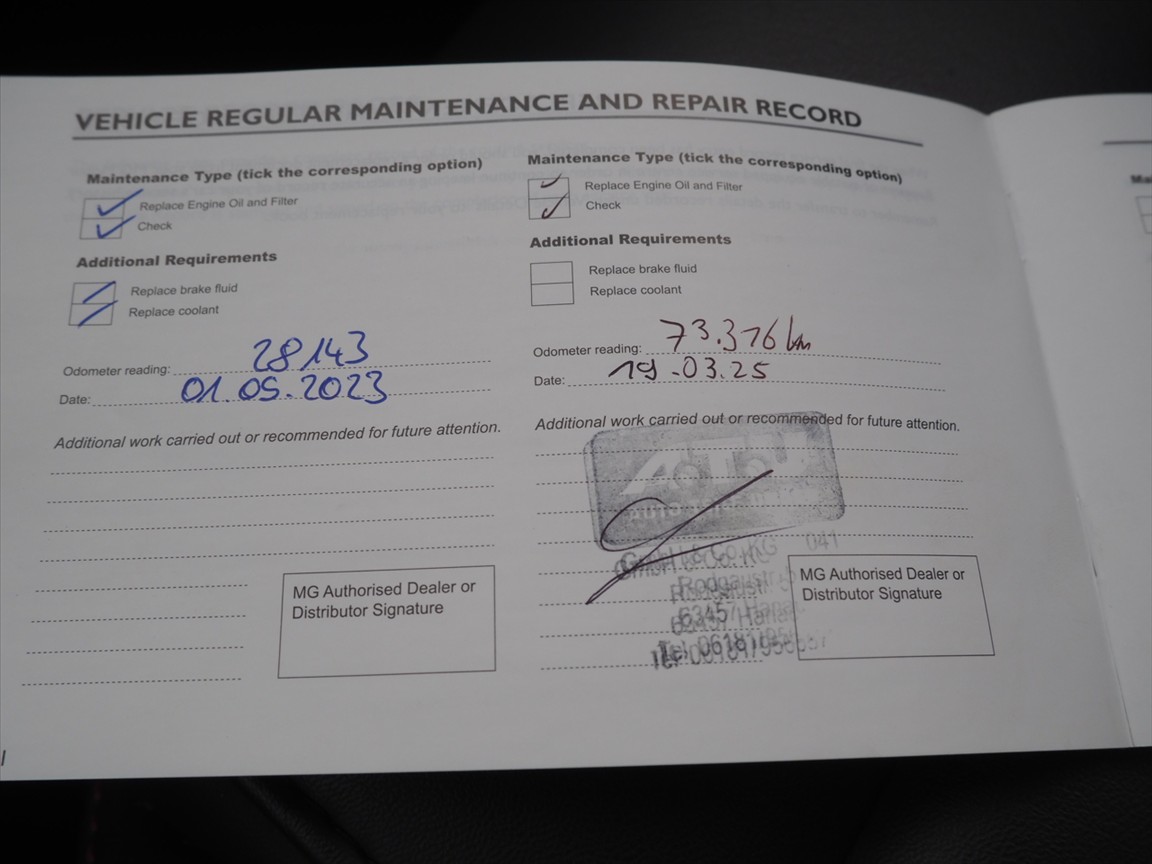 VEHICLE REGULAR MAINTENANCE AND REPAIR RECORD
Maintenance Type (tick the corresponding option)
Replace Engine Oil and Filter
Check
Additional Requirements
Replace brake fluid
Replace coolant
Odometer reading: 28143
Date: 01.05.2023
Additional work carried out or recommended for future attention.
MG Authorised Dealer or
Distributor Signature
Maintenance Type (tick the corresponding option)
Replace Engine Oil and Filter
Check
Additional Requirements
Replace brake fluid
Replace coolant
Odometer reading: 73.376 km
Date: 19.03.25
Additional work carried out or recommended for future attention.
GmbH & Co. KG 041
MG Authorised Dealer or
Distributor Signature